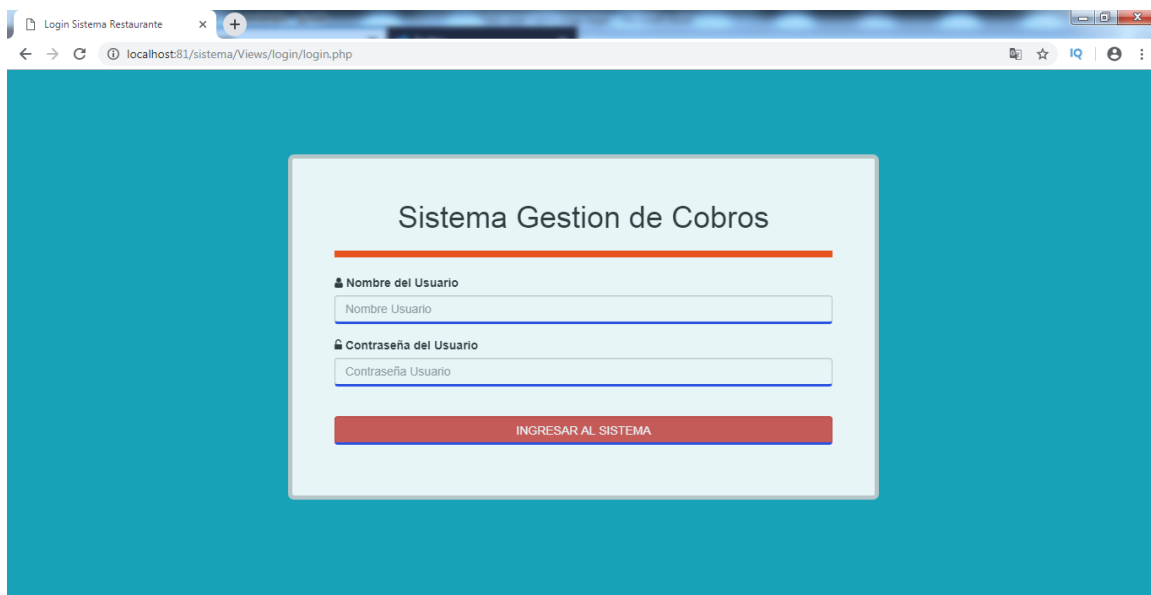 Login Sistema Restaurante
localhost:81/sistema/Views/login/login.php
IQ
Sistema Gestion de Cobros
Nombre del Usuario
Nombre Usuario
Contraseña del Usuario
Contraseña Usuario
INGRESAR AL SISTEMA